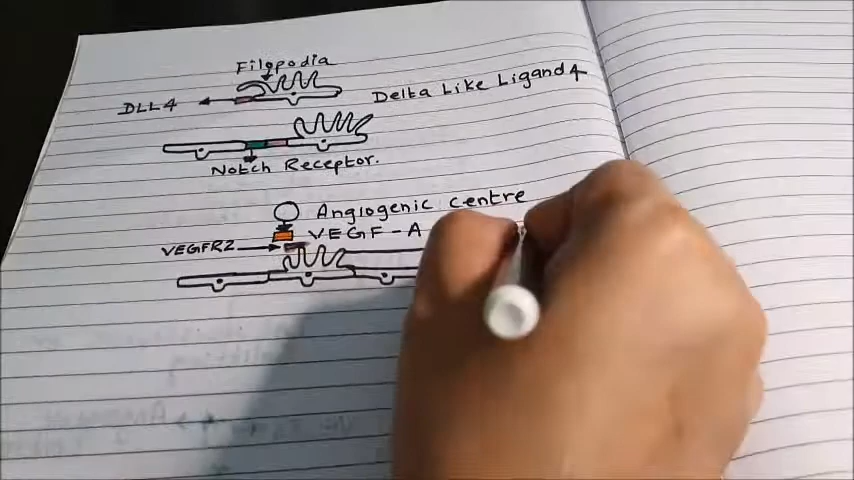 Filopodia
DLL4
Delta Like Ligand 4
Notch Receptor.
Angiogenic centre
VEGF-A
VEGFR2